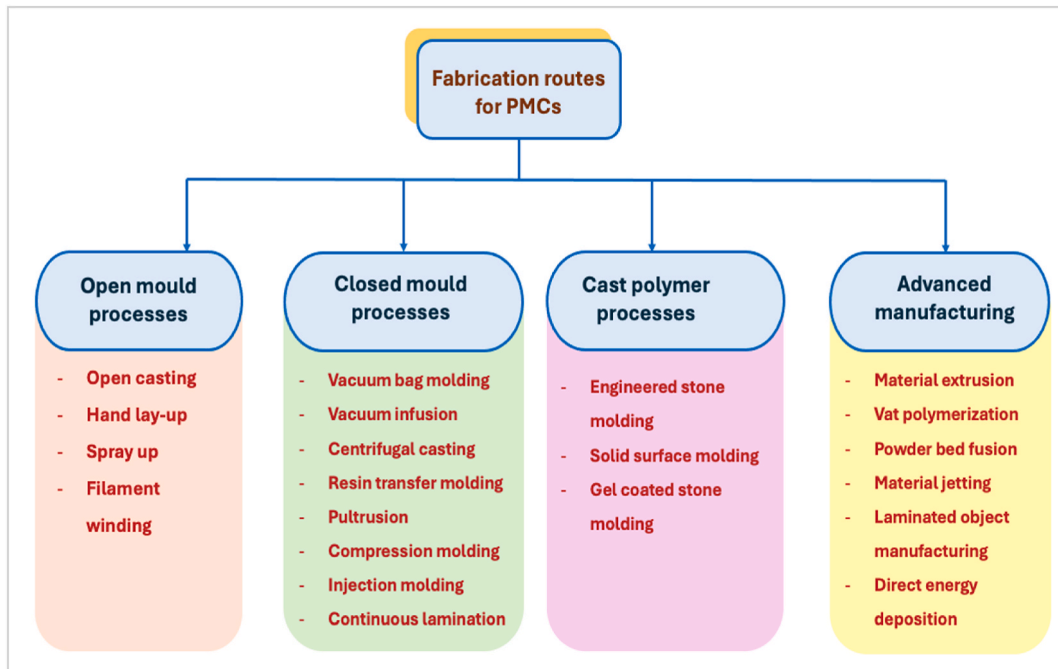 Fabrication routes
for PMCs
Open mould
processes
- Open casting
- Hand lay-up
- Spray up
- Filament
winding
Closed mould
processes
- Vacuum bag molding
- Vacuum infusion
- Centrifugal casting
- Resin transfer molding
- Pultrusion
- Compression molding
- Injection molding
- Continuous lamination
Cast polymer
processes
- Engineered stone
molding
- Solid surface molding
- Gel coated stone
molding
Advanced
manufacturing
- Material extrusion
- Vat polymerization
- Powder bed fusion
- Material jetting
- Laminated object
manufacturing
- Direct energy
deposition